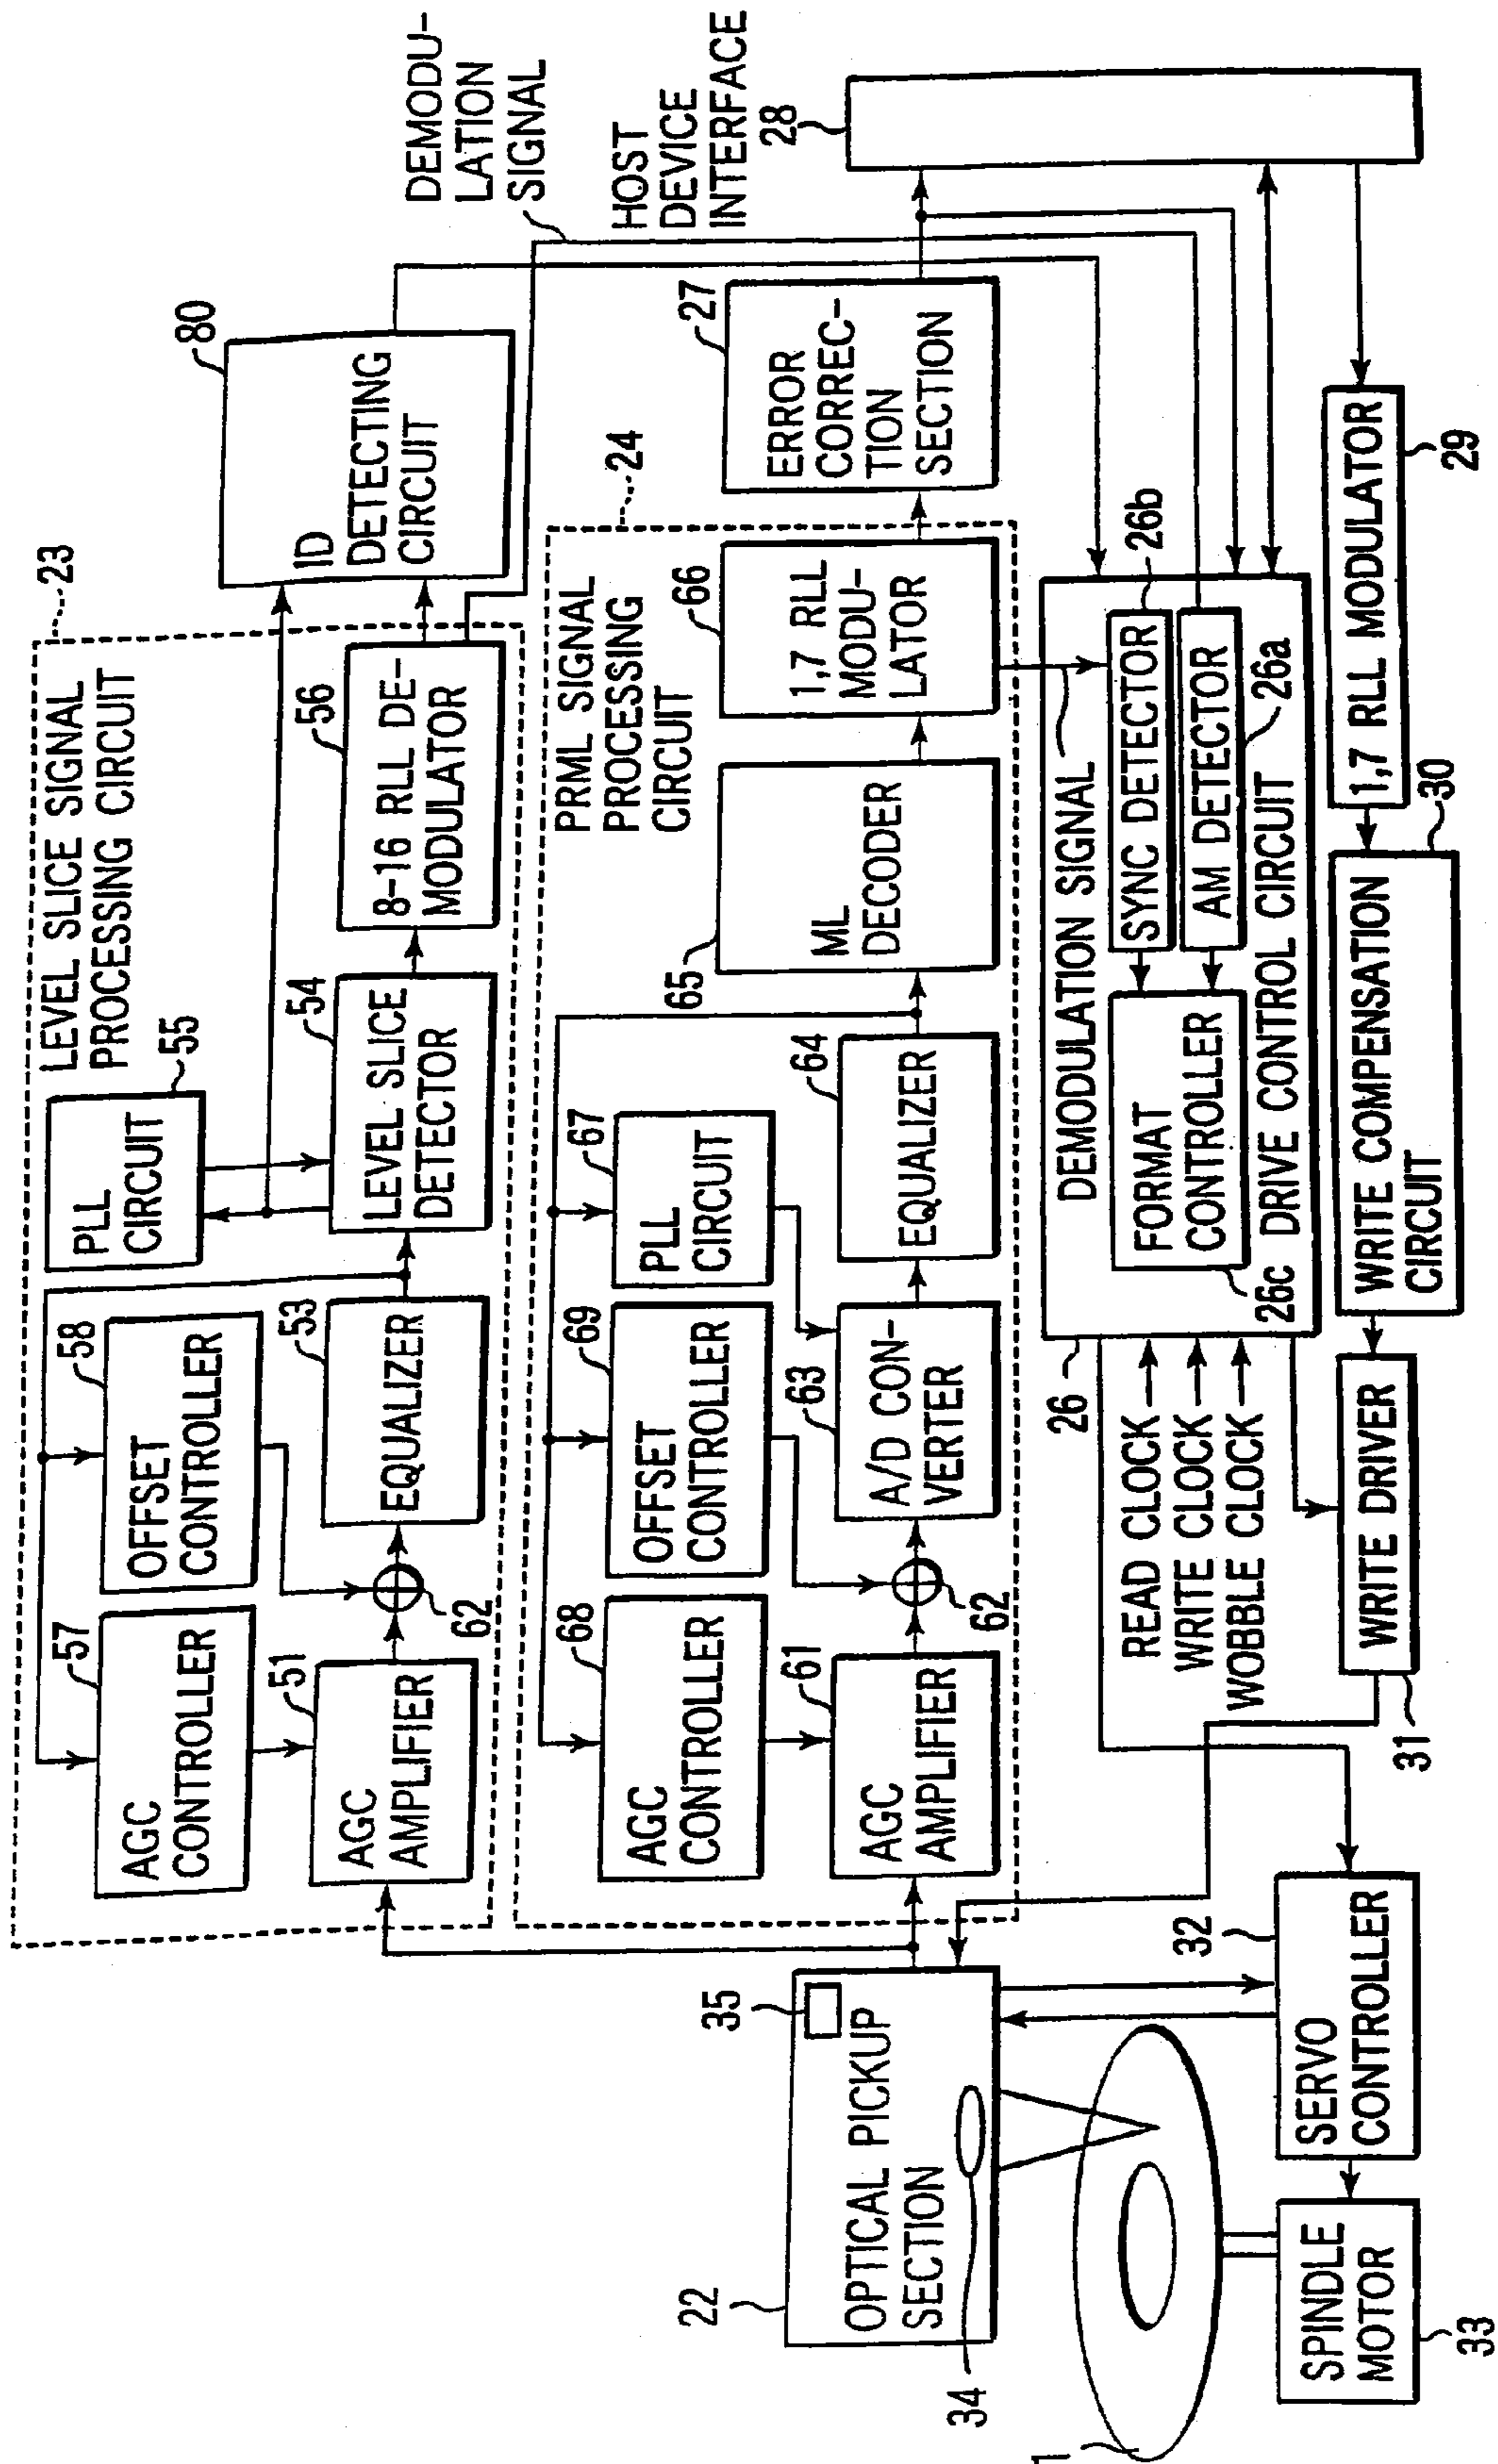 23
LEVEL SLICE SIGNAL
PROCESSING CIRCUIT
57
AGC
CONTROLLER
58
OFFSET
CONTROLLER
PLL
CIRCUIT
55
51
AGC
AMPLIFIER
62
53
EQUALIZER
54
LEVEL SLICE
DETECTOR
56
8-16 RLL DE-
MODULATOR
80
ID
DETECTING
CIRCUIT
DEMODU-
LATION
SIGNAL
24
PRML SIGNAL
PROCESSING
CIRCUIT
68
AGC
CONTROLLER
69
OFFSET
CONTROLLER
67
PLL
CIRCUIT
61
AGC
AMPLIFIER
62
63
A/D CON-
VERTER
64
EQUALIZER
65
ML
DECODER
66
1,7 RLL
MODU-
LATOR
27
ERROR
CORREC-
TION
SECTION
HOST
DEVICE
INTERFACE
28
22
35
OPTICAL PICKUP
SECTION
34
1
26
READ CLOCK
WRITE CLOCK
WOBBLE CLOCK
DEMODULATION SIGNAL
FORMAT
CONTROLLER
26c
SYNC DETECTOR
26b
AM DETECTOR
26a
DRIVE CONTROL CIRCUIT
SPINDLE
MOTOR
33
32
SERVO
CONTROLLER
31
WRITE DRIVER
WRITE COMPENSATION
CIRCUIT
30
1,7 RLL MODULATOR
29